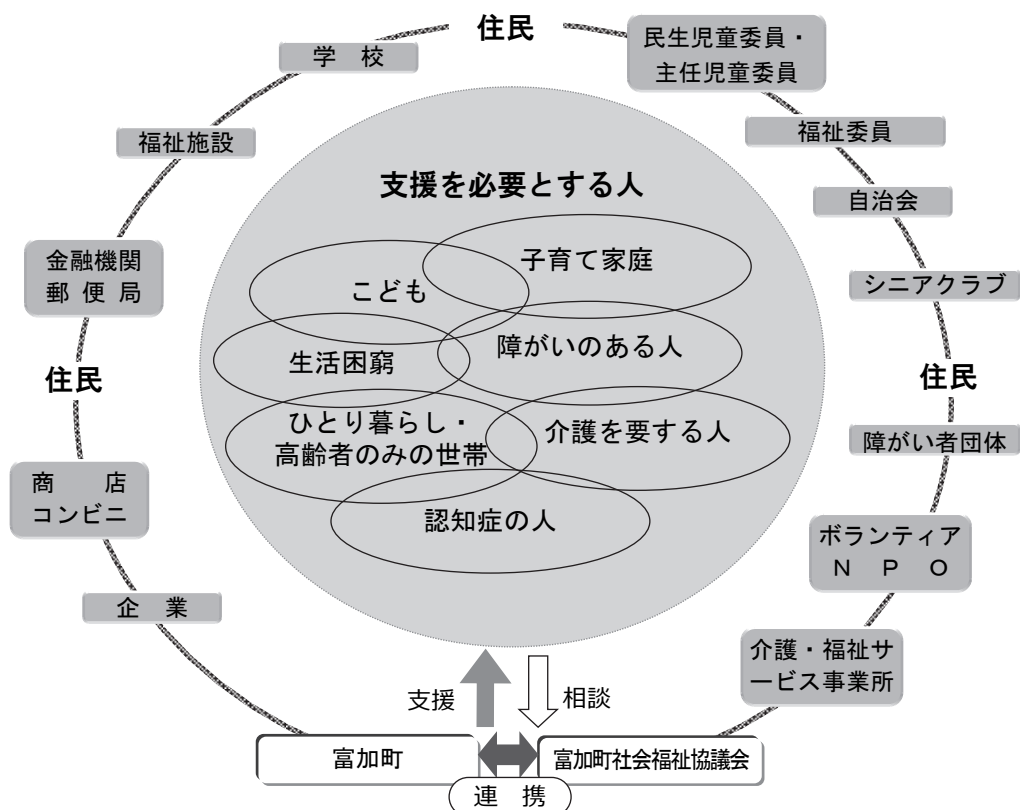 住民
学　校
民生児童委員・
主任児童委員
福祉施設
福祉委員
支援を必要とする人
自治会
金融機関
郵 便 局
子育て家庭
こども
シニアクラブ
住民
生活困窮
障がいのある人
住民
ひとり暮らし・
高齢者のみの世帯
介護を要する人
障がい者団体
商　　店
コンビニ
認知症の人
ボランティア
Ｎ　Ｐ　Ｏ
企　業
介護・福祉サ
ービス事業所
支援
相談
富加町
富加町社会福祉協議会
連　携